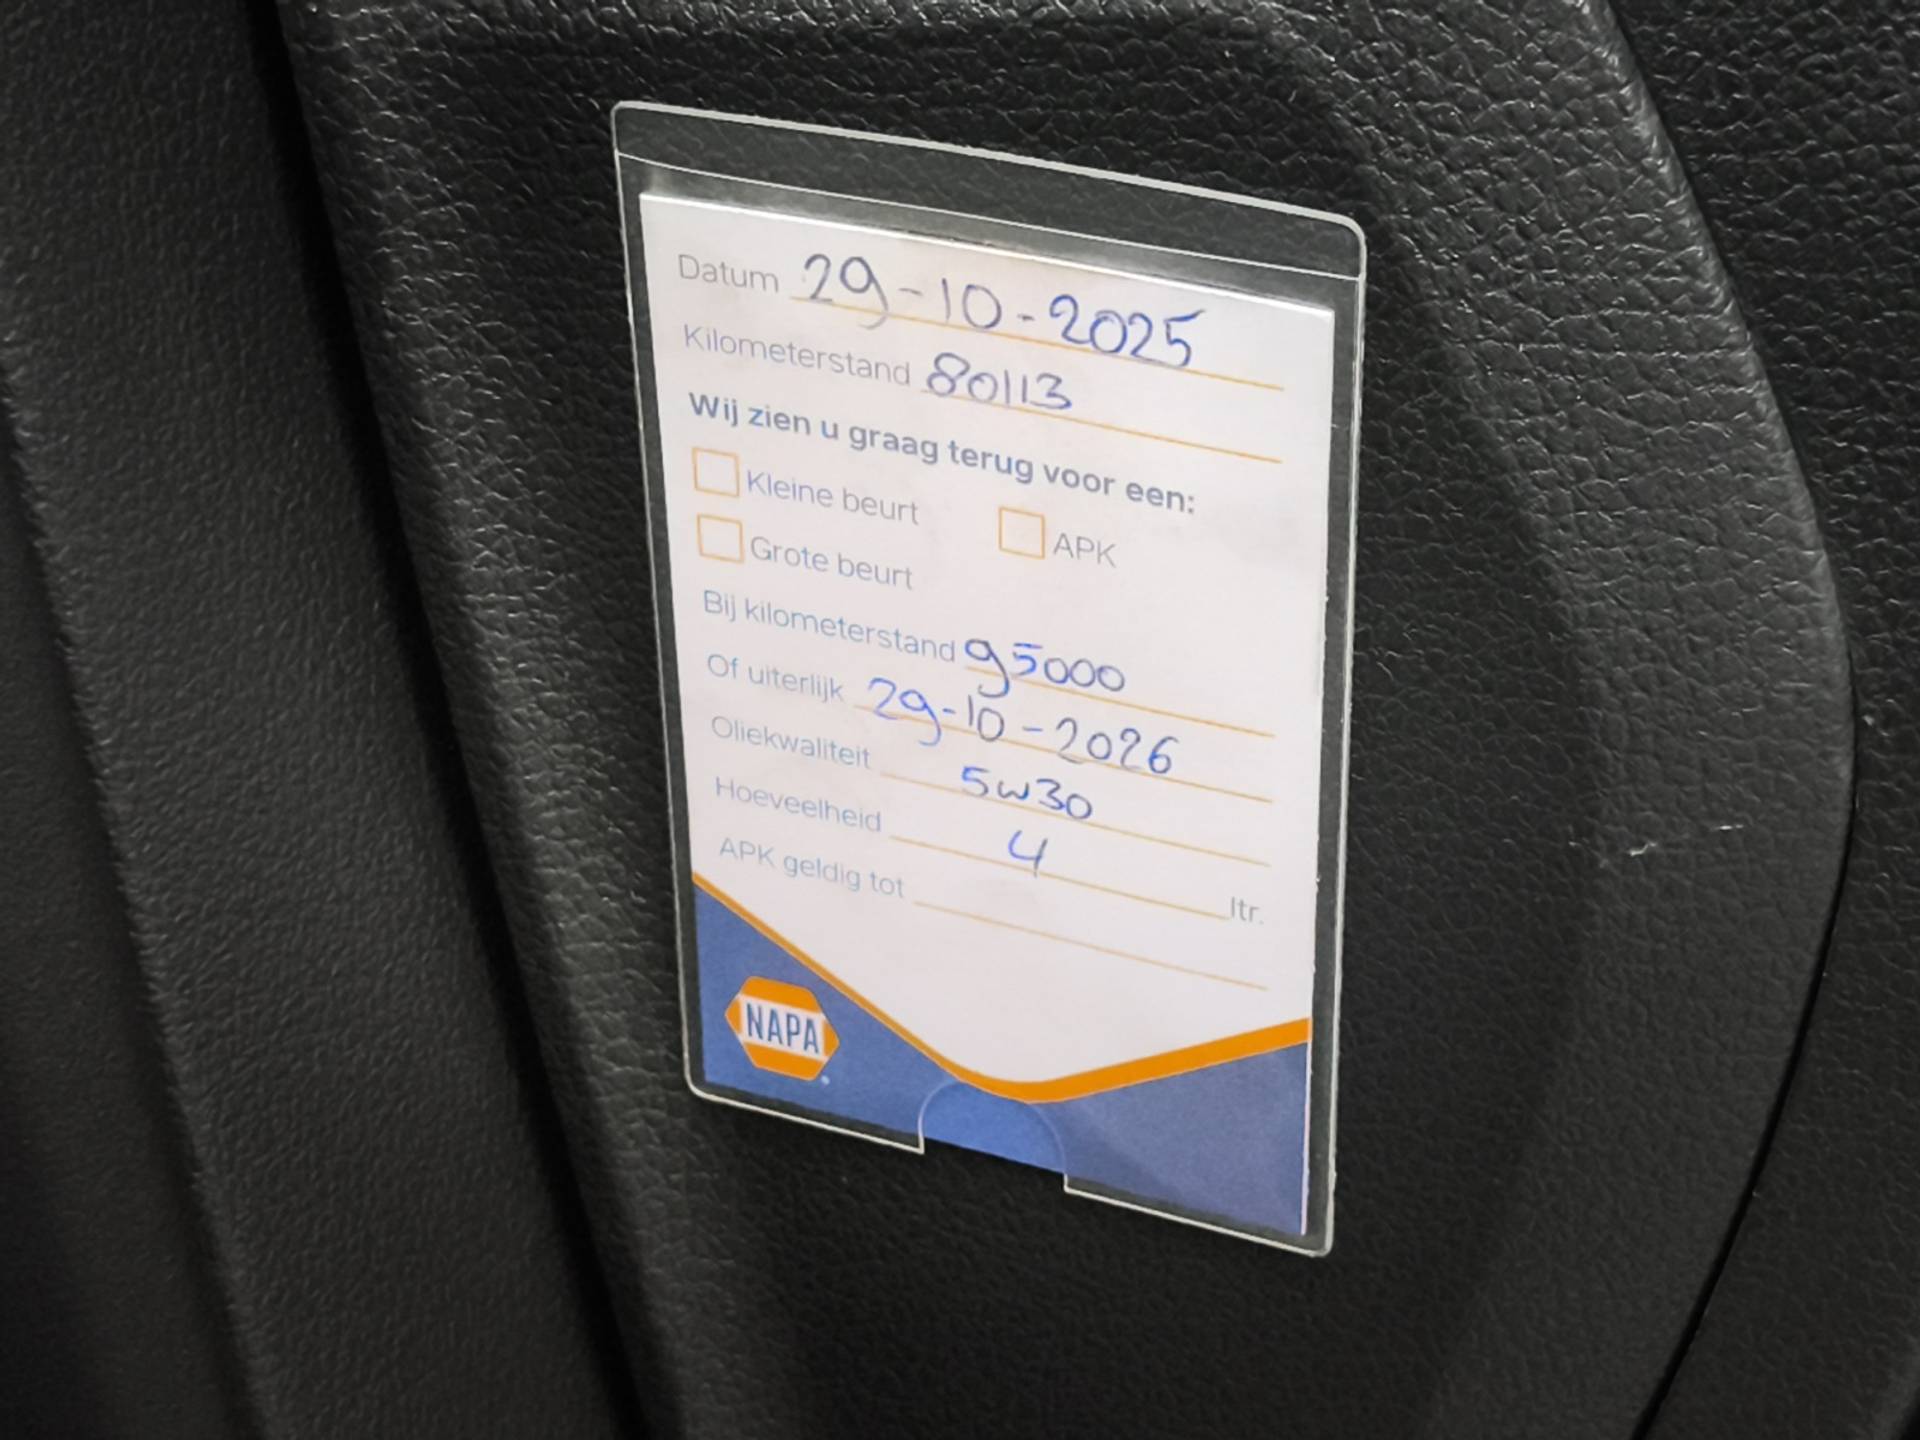 Datum 29-10-2025
Kilometerstand 80113
Wij zien u graag terug voor een:
Kleine beurt
APK
Grote beurt
Bij kilometerstand 95000
Of uiterlijk 29-10-2026
Oliekwaliteit 5w30
Hoeveelheid 4 ltr.
APK geldig tot
NAPA